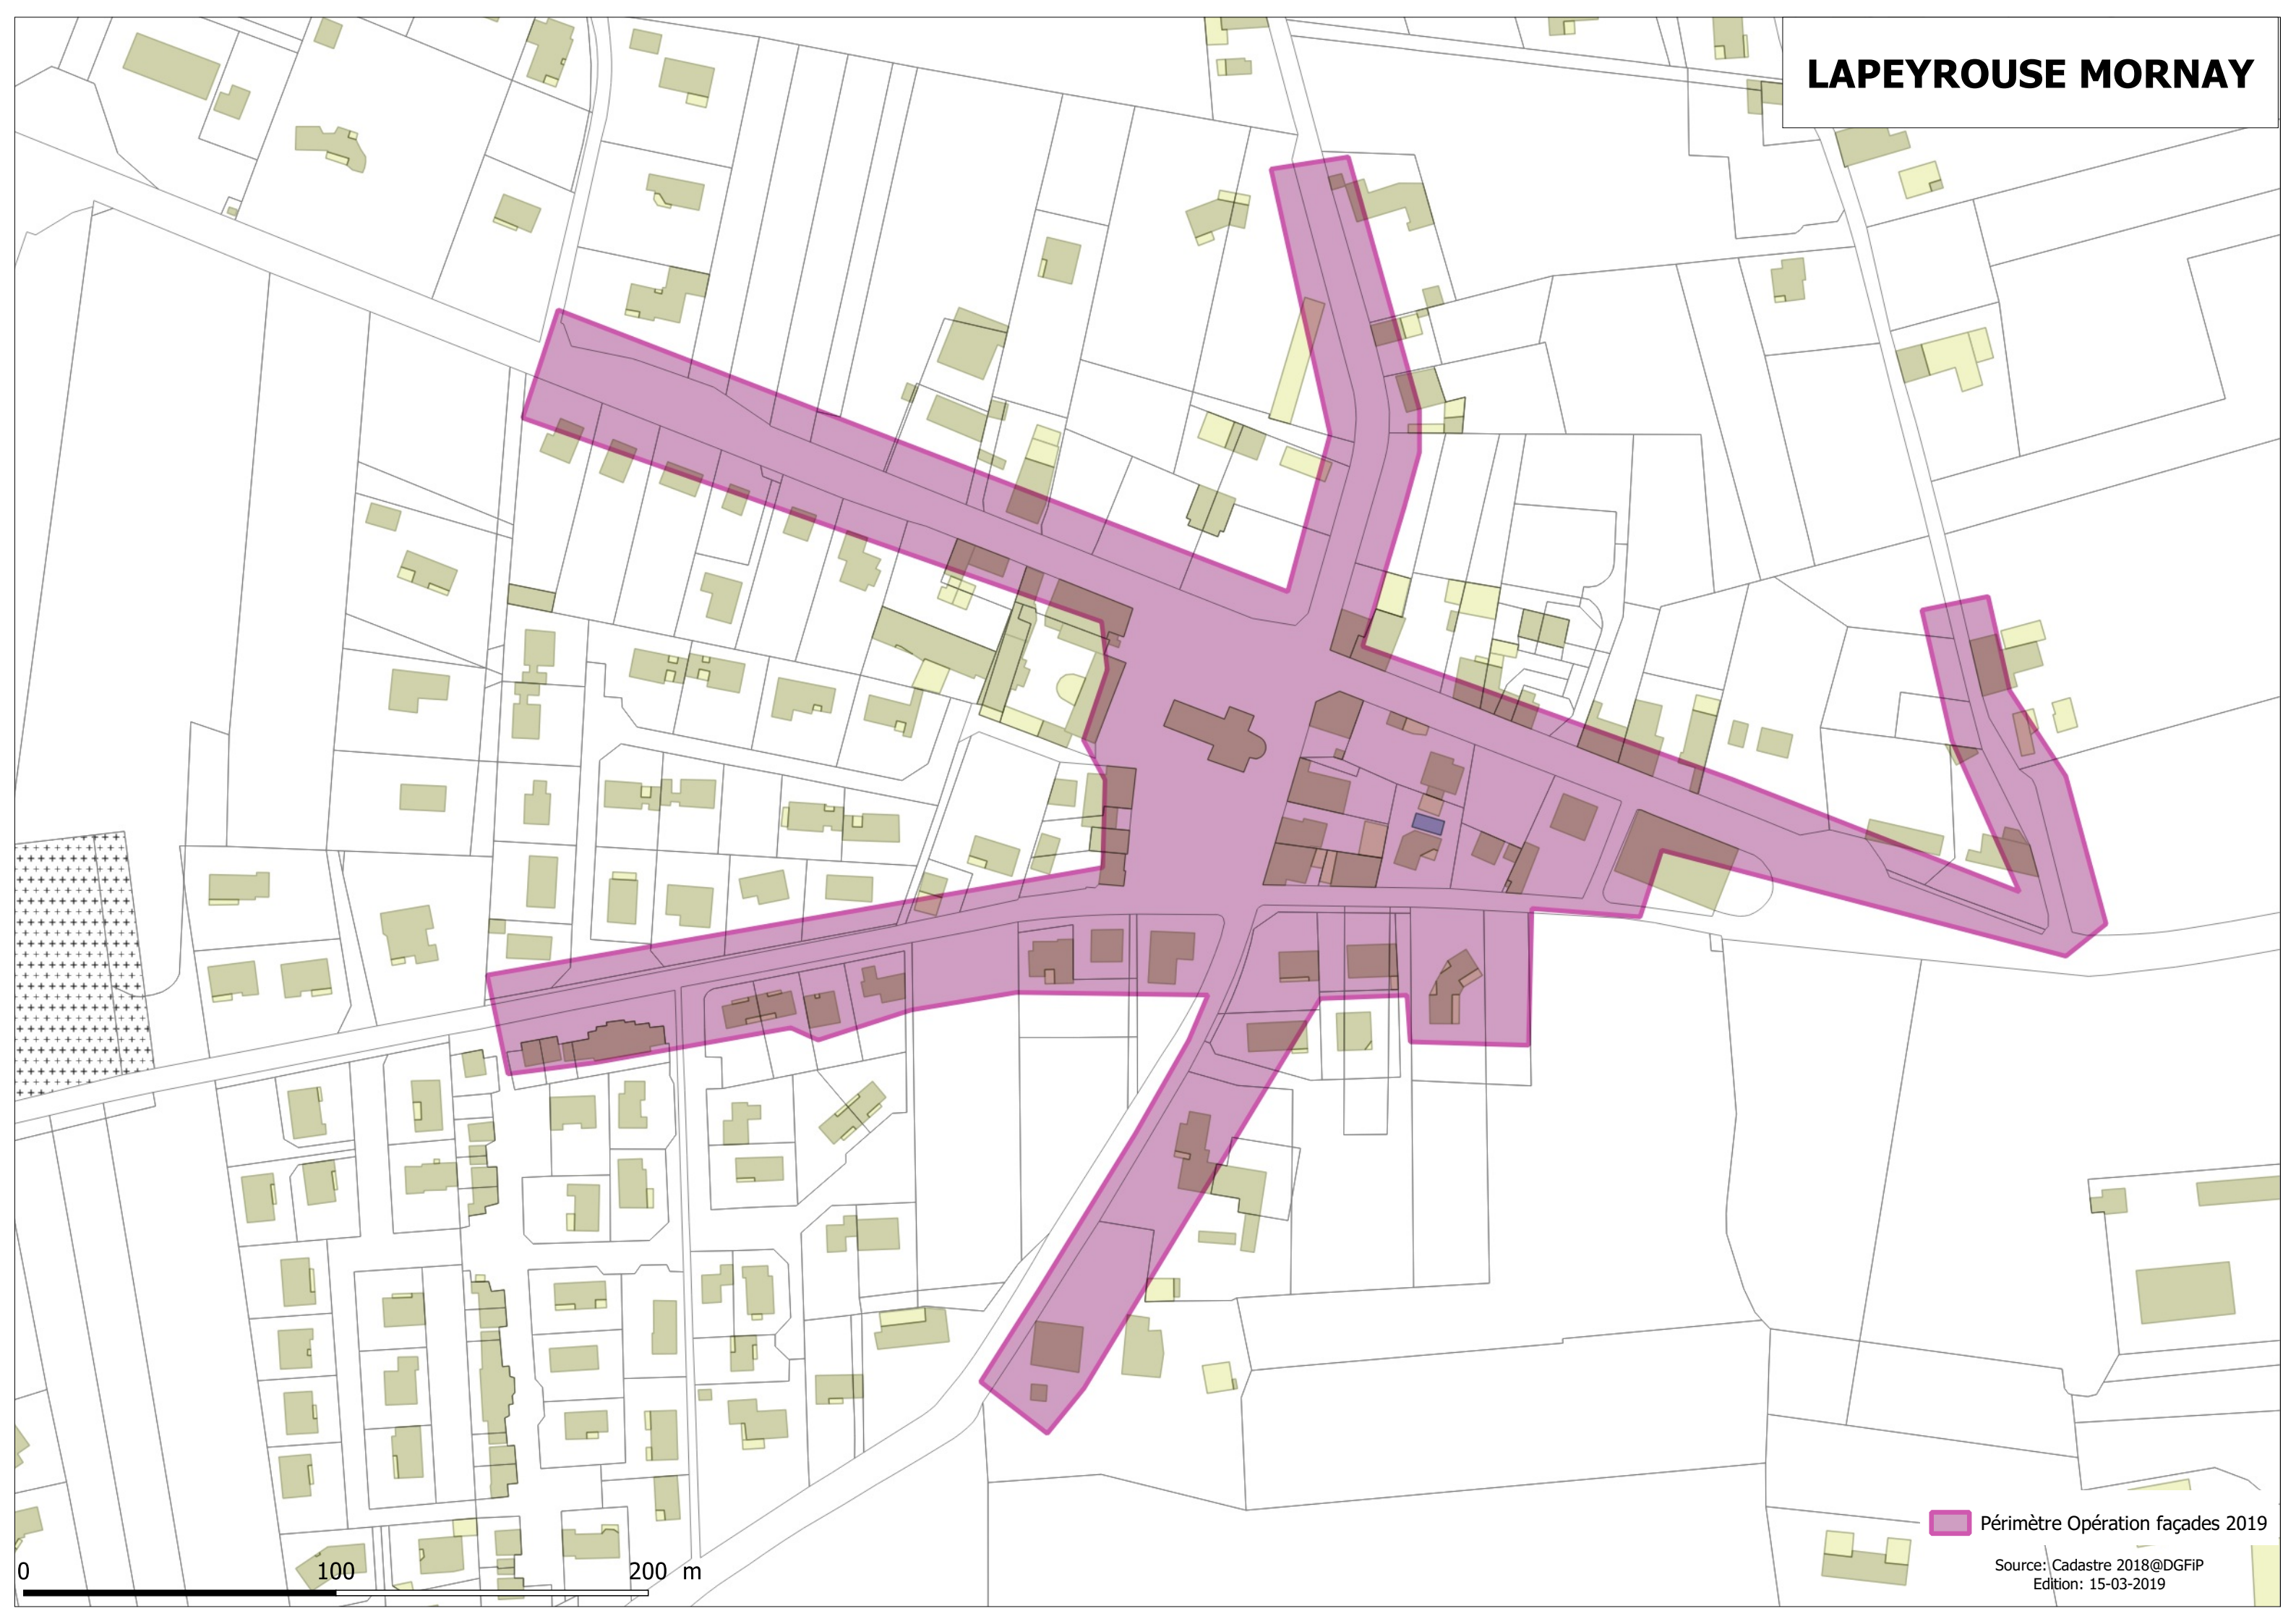 LAPEYROUSE MORNAY
Périmètre Opération façades 2019
Source: Cadastre 2018@DGFiP
Edition: 15-03-2019
0 100 200 m